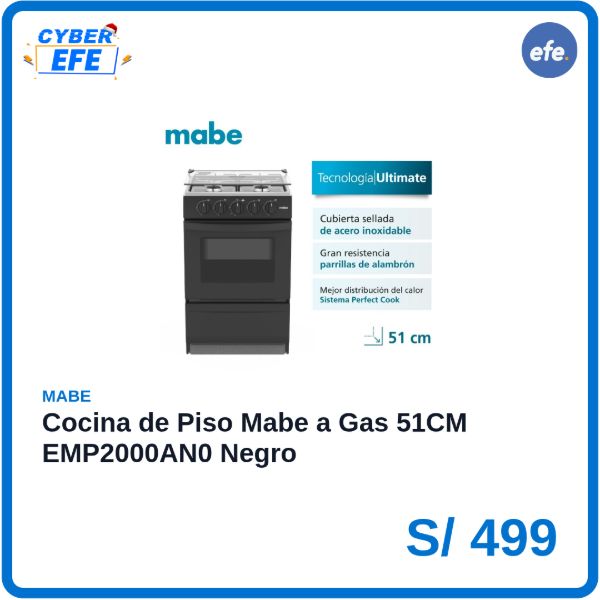 CYBER
EFE
efe.
mabe
Tecnología|Ultimate
Cubierta sellada
de acero inoxidable
Gran resistencia
parrillas de alambrón
Mejor distribución del calor
Sistema Perfect Cook
51 cm
MABE
Cocina de Piso Mabe a Gas 51CM
EMP2000AN0 Negro
S/ 499